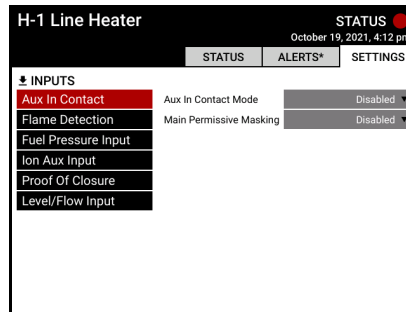 H-1 Line Heater
STATUS
October 19, 2021, 4:12 pm
STATUS ALERTS* SETTINGS
INPUTS
Aux In Contact
Aux In Contact Mode Disabled
Flame Detection
Main Permissive Masking Disabled
Fuel Pressure Input
Ion Aux Input
Proof Of Closure
Level/Flow Input